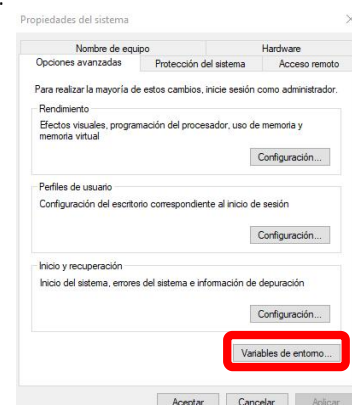 Propiedades del sistema
Nombre de equipo Hardware
Opciones avanzadas Protección del sistema Acceso remoto
Para realizar la mayoría de estos cambios, inicie sesión como administrador.
Rendimiento
Efectos visuales, programación del procesador, uso de memoria y
memoria virtual
Configuración...
Perfiles de usuario
Configuración del escritorio correspondiente al inicio de sesión
Configuración...
Inicio y recuperación
Inicio del sistema, errores del sistema e información de depuración
Configuración...
Variables de entorno...
Aceptar Cancelar Aplicar